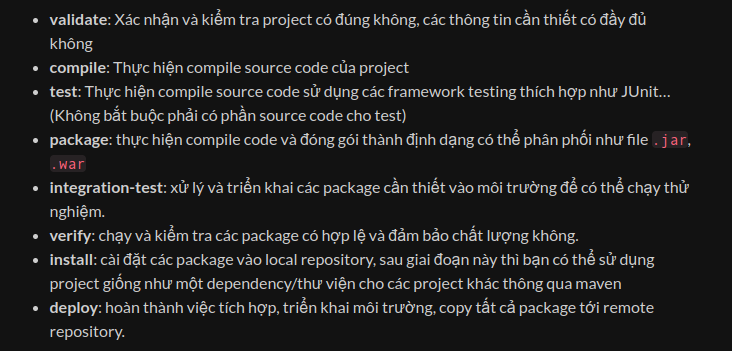 • validate: Xác nhận và kiểm tra project có đúng không, các thông tin cần thiết có đầy đủ
không
• compile: Thực hiện compile source code của project
• test: Thực hiện compile source code sử dụng các framework testing thích hợp như JUnit...
(Không bắt buộc phải có phần source code cho test)
• package: thực hiện compile code và đóng gói thành định dạng có thể phân phối như file .jar,
.war
• integration-test: xử lý và triển khai các package cần thiết vào môi trường để có thể chạy thử
nghiệm.
• verify: chạy và kiểm tra các package có hợp lệ và đảm bảo chất lượng không.
• install: cài đặt các package vào local repository, sau giai đoạn này thì bạn có thể sử dụng
project giống như một dependency/thư viện cho các project khác thông qua maven
• deploy: hoàn thành việc tích hợp, triển khai môi trường, copy tất cả package tới remote
repository.